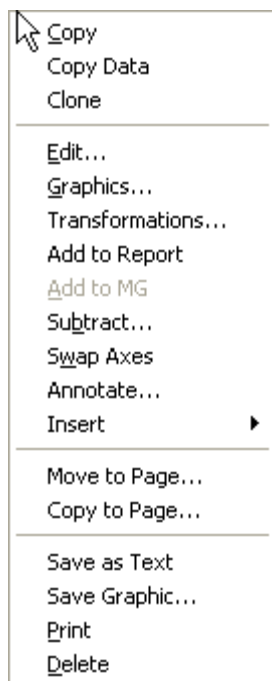 Copy
Copy Data
Clone
Edit...
Graphics...
Transformations...
Add to Report
Add to MG
Subtract...
Swap Axes
Annotate...
Insert
Move to Page...
Copy to Page...
Save as Text
Save Graphic...
Print
Delete